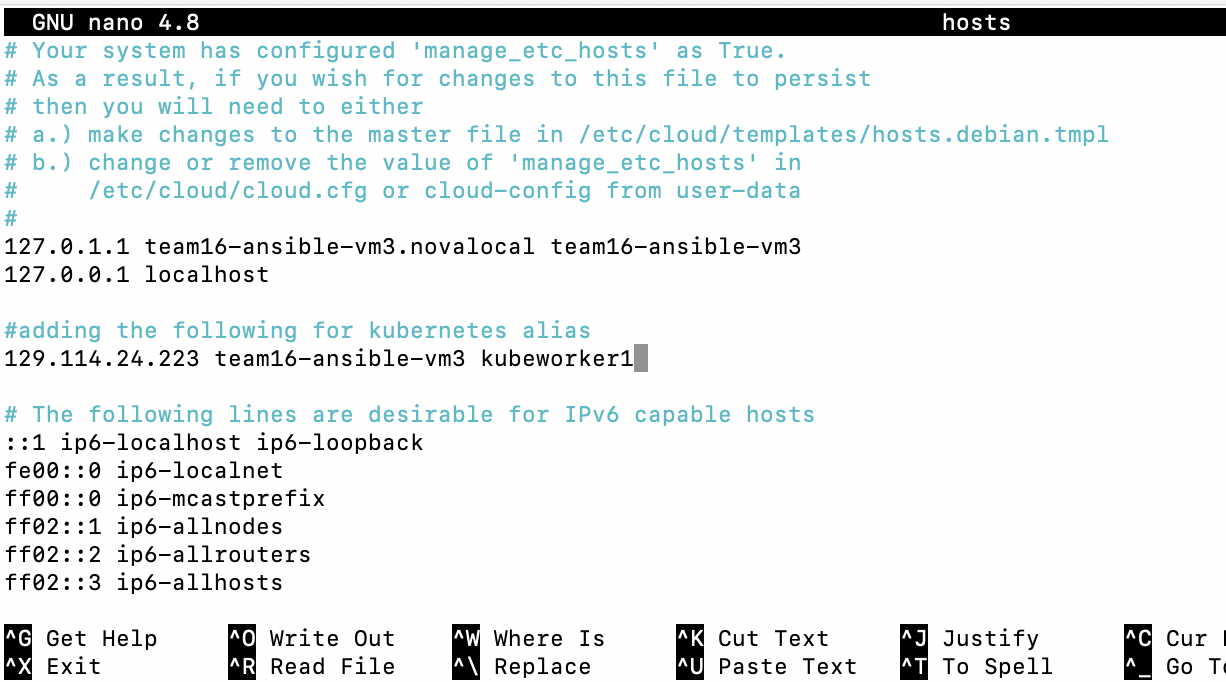 GNU nano 4.8 hosts
# Your system has configured 'manage_etc_hosts' as True.
# As a result, if you wish for changes to this file to persist
# then you will need to either
# a.) make changes to the master file in /etc/cloud/templates/hosts.debian.tmpl
# b.) change or remove the value of 'manage_etc_hosts' in
#     /etc/cloud/cloud.cfg or cloud-config from user-data
#
127.0.1.1 team16-ansible-vm3.novalocal team16-ansible-vm3
127.0.0.1 localhost
#adding the following for kubernetes alias
129.114.24.223 team16-ansible-vm3 kubeworker1
# The following lines are desirable for IPv6 capable hosts
::1 ip6-localhost ip6-loopback
fe00::0 ip6-localnet
ff00::0 ip6-mcastprefix
ff02::1 ip6-allnodes
ff02::2 ip6-allrouters
ff02::3 ip6-allhosts
^G Get Help ^O Write Out ^W Where Is ^K Cut Text ^J Justify ^C Cur
^X Exit ^R Read File ^\ Replace ^U Paste Text ^T To Spell ^_ Go